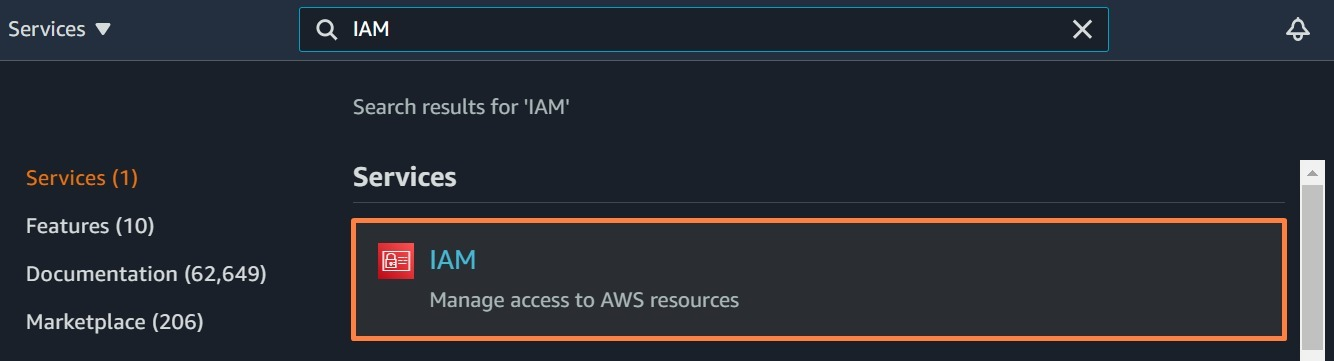 Services
IAM
Search results for 'IAM'
Services (1)
Features (10)
Documentation (62,649)
Marketplace (206)
Services
IAM
Manage access to AWS resources